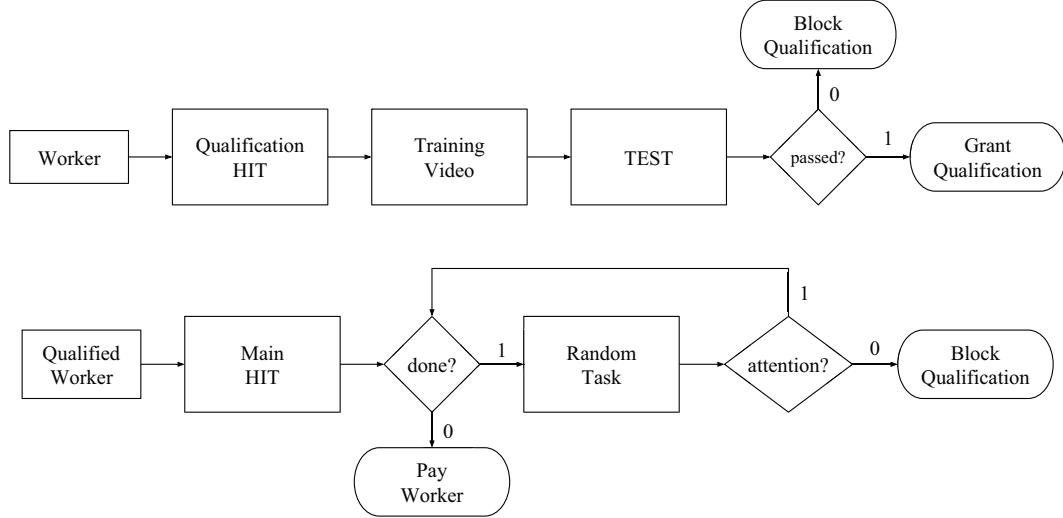 Block
Qualification
0
Worker
Qualification
HIT
Training
Video
TEST
passed?
1
Grant
Qualification
1
Qualified
Worker
Main
HIT
done?
1
Random
Task
attention?
0
Block
Qualification
0
Pay
Worker